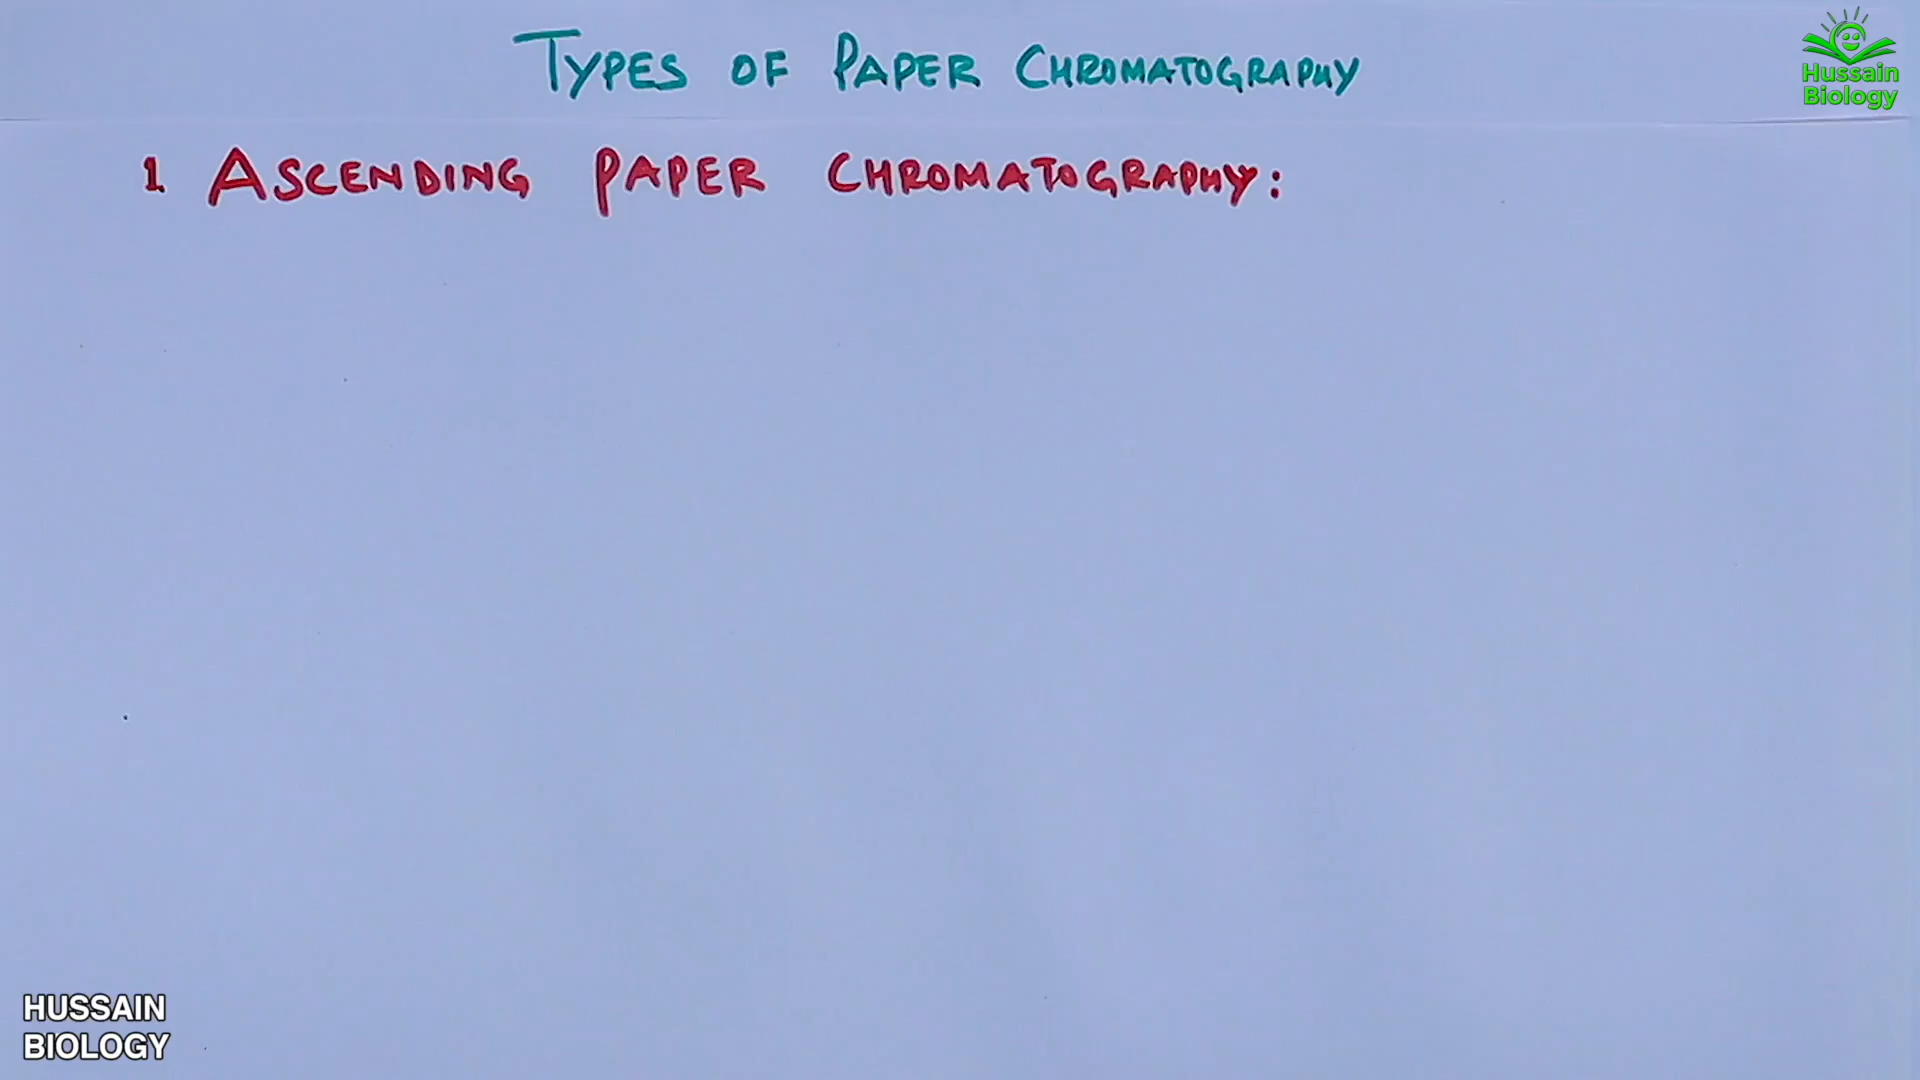 TYPES OF PAPER CHROMATOGRAPHY
Hussain
Biology
1 ASCENDING PAPER CHROMATOGRAPHY:
HUSSAIN
BIOLOGY